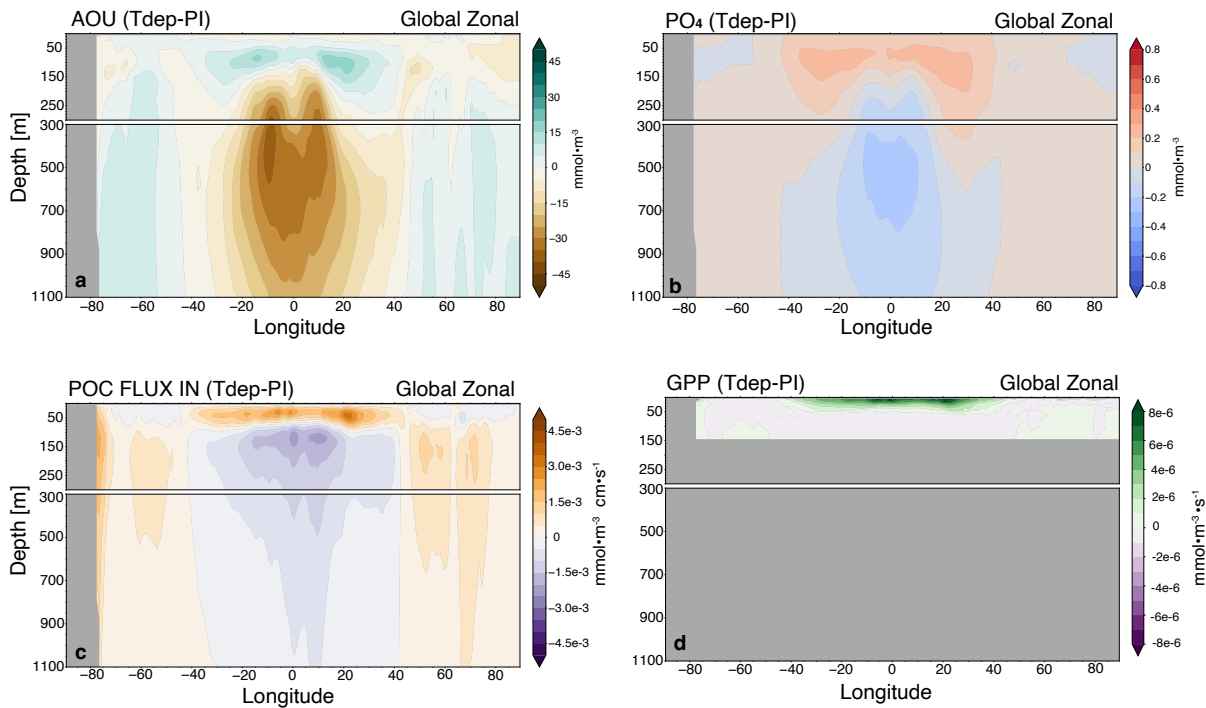 AOU (Tdep-PI) Global Zonal
50
150
250
300
500
700
900
1100
Depth [m]
a
−80 −60 −40 −20 0 20 40 60 80
Longitude
45
30
15
0
−15
−30
−45
mmol•m⁻³
PO₄ (Tdep-PI) Global Zonal
50
150
250
300
500
700
900
1100
b
−80 −60 −40 −20 0 20 40 60 80
Longitude
0.8
0.6
0.4
0.2
0
−0.2
−0.4
−0.6
−0.8
mmol•m⁻³
POC FLUX IN (Tdep-PI) Global Zonal
50
150
250
300
500
700
900
1100
Depth [m]
c
−80 −60 −40 −20 0 20 40 60 80
Longitude
4.5e-3
3.0e-3
1.5e-3
0
−1.5e-3
−3.0e-3
−4.5e-3
mmol•m⁻³ cm•s⁻¹
GPP (Tdep-PI) Global Zonal
50
150
250
300
500
700
900
1100
d
−80 −60 −40 −20 0 20 40 60 80
Longitude
8e-6
6e-6
4e-6
2e-6
0
-2e-6
-4e-6
-6e-6
-8e-6
mmol•m⁻³•s⁻¹